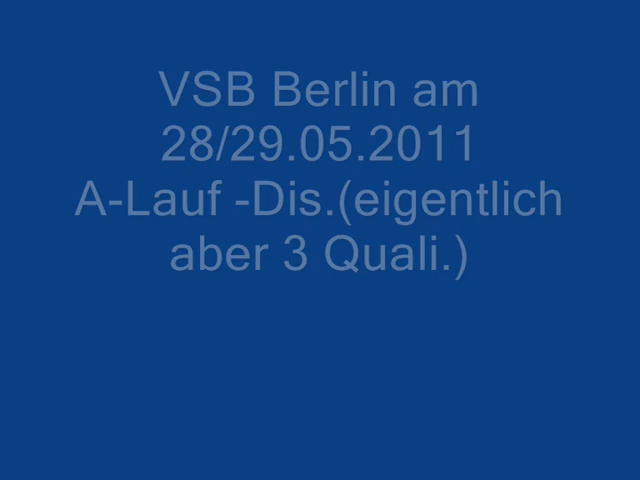 VSB Berlin am
28/29.05.2011
A-Lauf -Dis.(eigentlich
aber 3 Quali.)